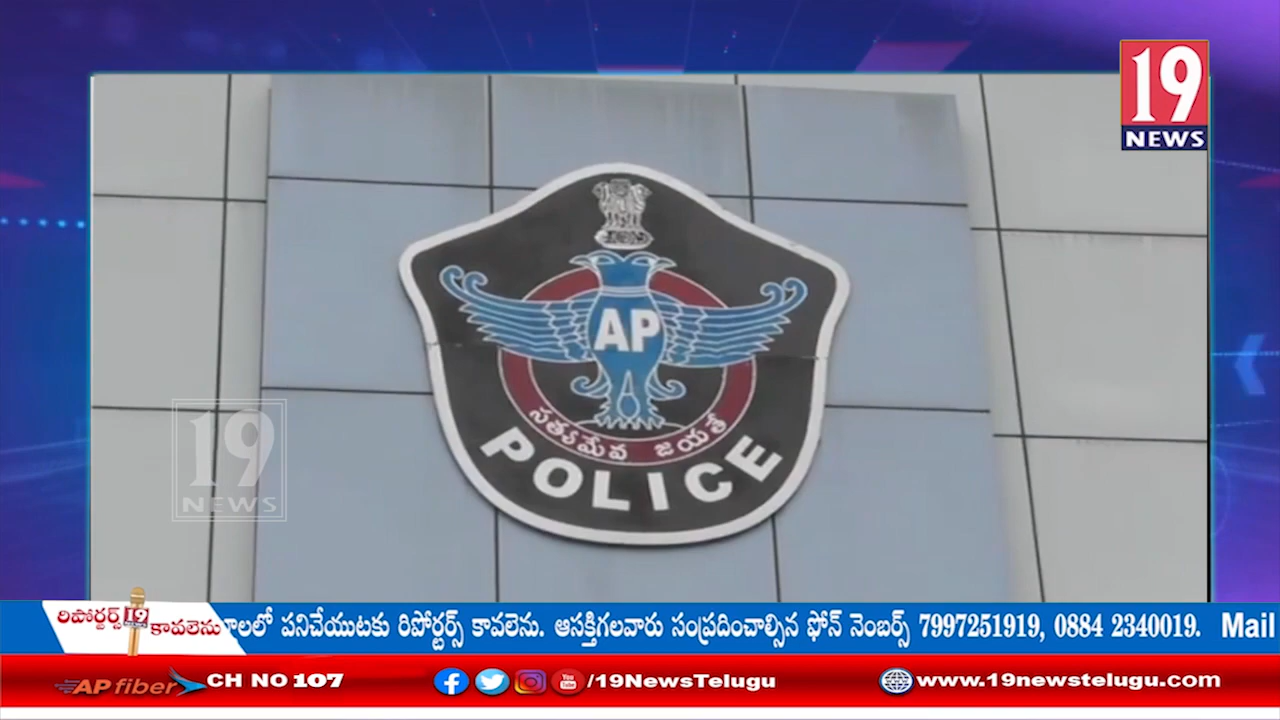 19
NEWS
AP
సత్యమేవ జయతే
POLICE
19
NEWS
రిపోర్టర్స్ 19
కావలెను
లలో పనిచేయుటకు రిపోర్టర్స్ కావలెను. ఆసక్తిగలవారు సంప్రదించాల్సిన ఫోన్ నెంబర్స్ 7997251919, 0884 2340019. Mail
AP fiber CH NO 107 /19NewsTelugu www.19newstelugu.com